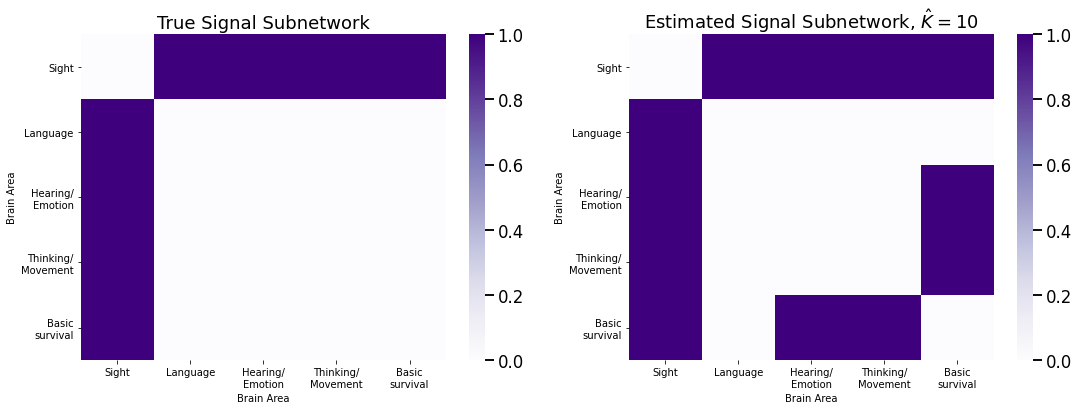 True Signal Subnetwork
Brain Area
Sight
Language
Hearing/
Emotion
Thinking/
Movement
Basic
survival
Sight
Language
Hearing/
Emotion
Thinking/
Movement
Basic
survival
Brain Area
1.0
0.8
0.6
0.4
0.2
0.0
Estimated Signal Subnetwork, K̂ = 10
Brain Area
Sight
Language
Hearing/
Emotion
Thinking/
Movement
Basic
survival
Sight
Language
Hearing/
Emotion
Thinking/
Movement
Basic
survival
Brain Area
1.0
0.8
0.6
0.4
0.2
0.0